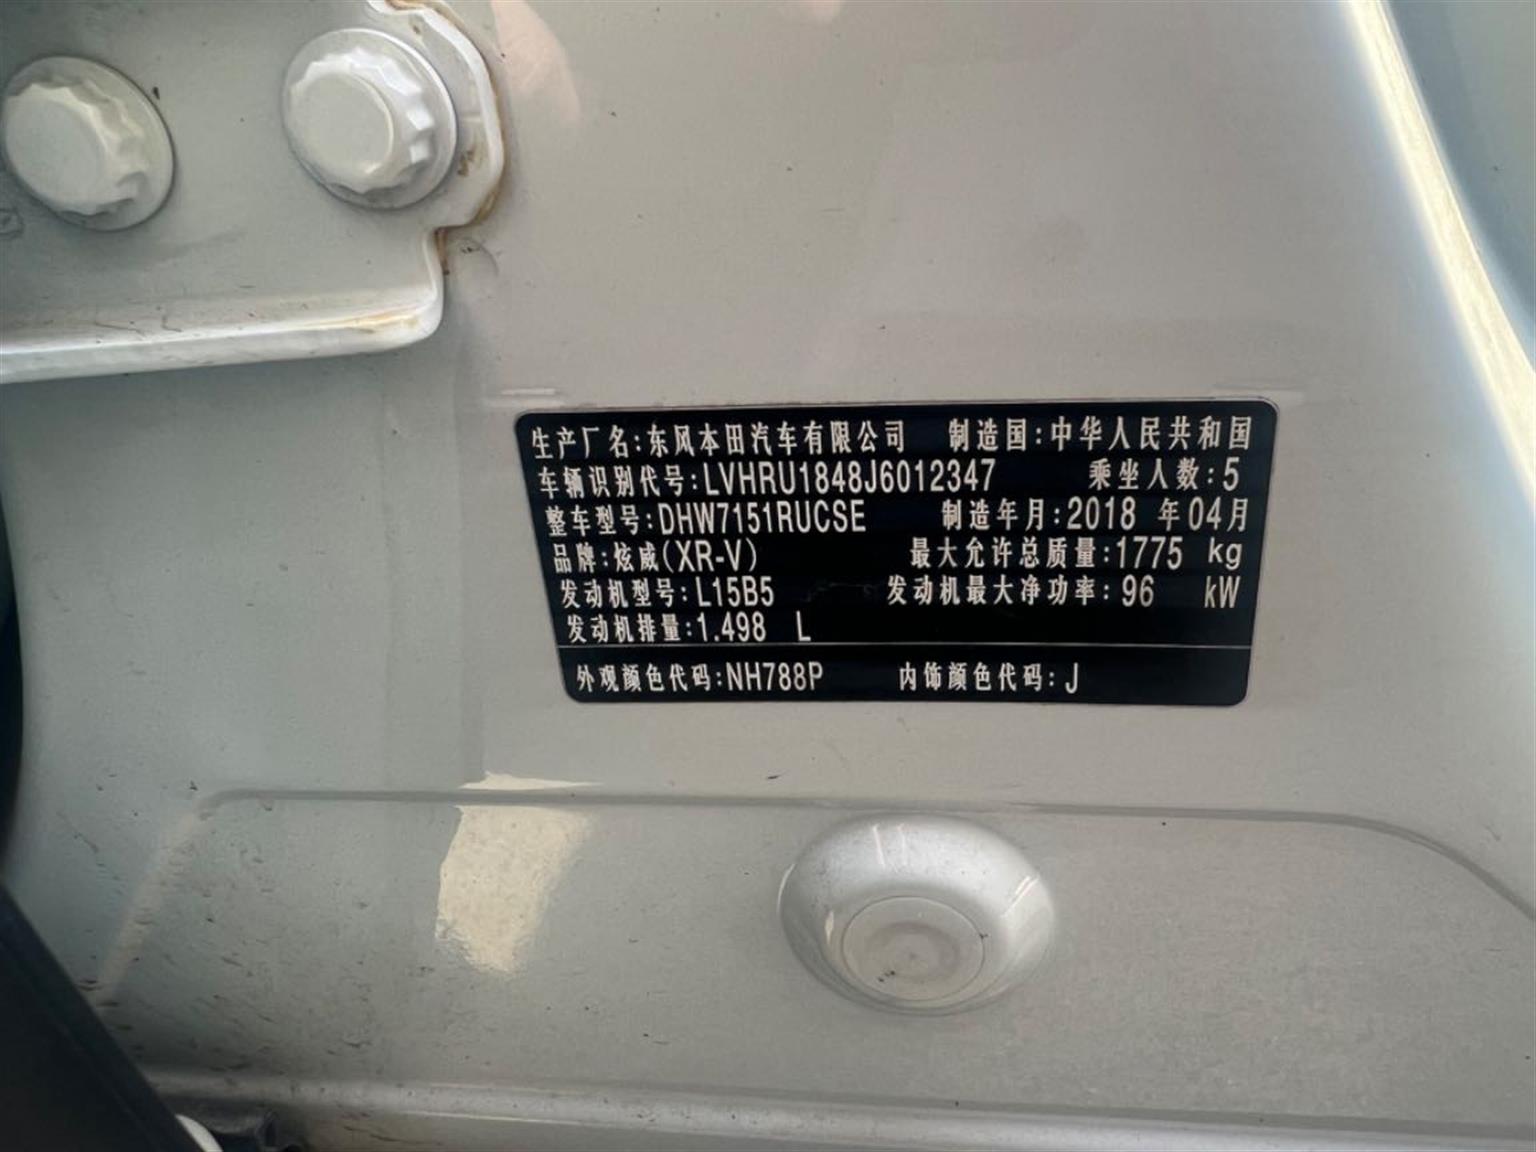 生产厂名:东风本田汽车有限公司 制造国:中华人民共和国
车辆识别代号:LVHRU1848J6012347 乘坐人数:5
整车型号:DHW7151RUCSE 制造年月:2018 年04月
品牌:炫威(XR-V) 最大允许总质量:1775 kg
发动机型号:L15B5 发动机最大净功率:96 kW
发动机排量:1.498 L
外观颜色代码:NH788P 内饰颜色代码:J